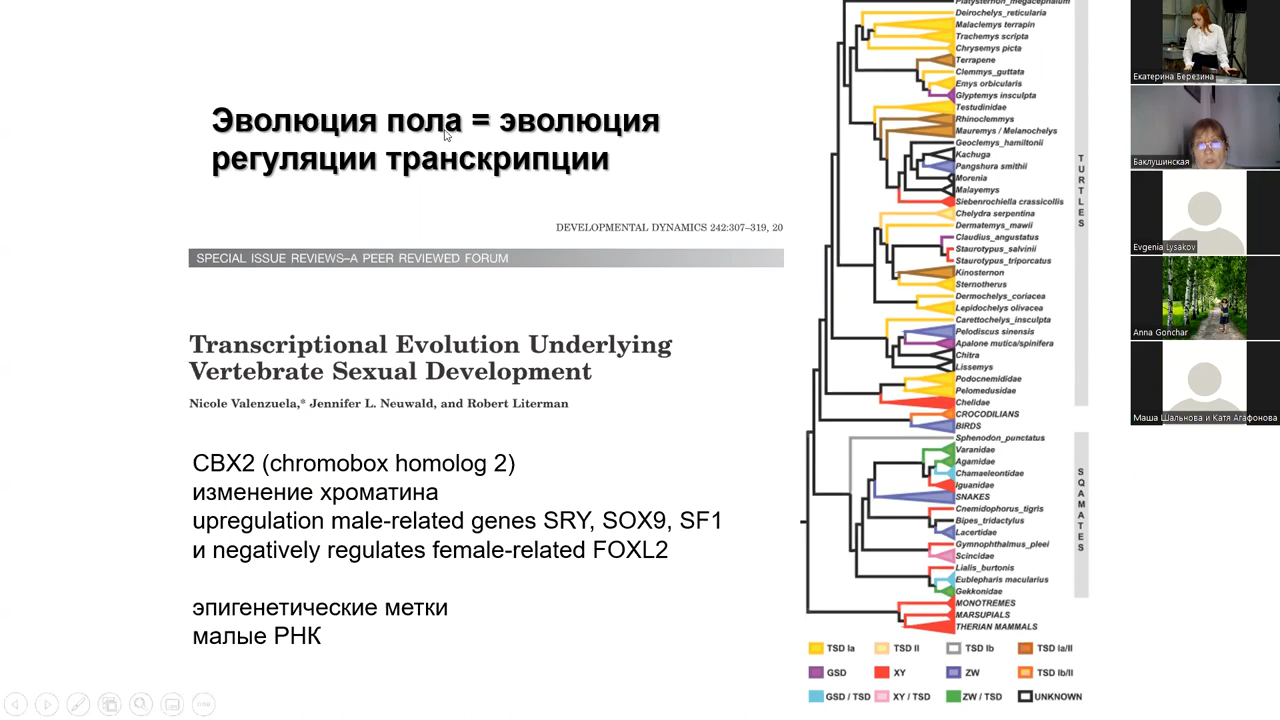 Эволюция пола = эволюция
регуляции транскрипции
DEVELOPMENTAL DYNAMICS 242:307–319, 20
SPECIAL ISSUE REVIEWS–A PEER REVIEWED FORUM
Transcriptional Evolution Underlying
Vertebrate Sexual Development
Nicole Valenzuela,* Jennifer L. Neuwald, and Robert Literman
CBX2 (chromobox homolog 2)
изменение хроматина
upregulation male-related genes SRY, SOX9, SF1
и negatively regulates female-related FOXL2
эпигенетические метки
малые РНК
Platysternon_megacephalum
Deirochelys_reticularia
Malaclemys terrapin
Trachemys scripta
Chrysemys picta
Terrapene
Clemmys_guttata
Emys orbicularis
Glyptemys insculpta
Testudinidae
Rhinoclemmys
Mauremys / Melanochelys
Geoclemys_hamiltonii
Kachuga
Pangshura smithii
Morenia
Malayemys
Siebenrochiella crassicollis
Chelydra serpentina
Dermatemys_mawii
Claudius_angustatus
Staurotypus_salvinii
Staurotypus_triporcatus
Kinosternon
Sternotherus
Dermochelys_coriacea
Lepidochelys olivacea
Carettochelys_insculpta
Pelodiscus sinensis
Apalone mutica/spinifera
Chitra
Lissemys
Podocnemididae
Pelomedusidae
Chelidae
CROCODILIANS
BIRDS
Sphenodon_punctatus
Varanidae
Agamidae
Chamaeleontidae
Iguanidae
SNAKES
Cnemidophorus_tigris
Bipes_tridactylus
Lacertidae
Gymnophthalmus_pleei
Scincidae
Lialis_burtonis
Eublepharis macularius
Gekkonidae
MONOTREMES
MARSUPIALS
THERIAN MAMMALS
TURTLES
SQAMATES
TSD Ia TSD II TSD Ib TSD Ia/II
GSD XY ZW TSD Ib/II
GSD / TSD XY / TSD ZW / TSD UNKNOWN
Екатерина Березина
Баклушинская
Evgenia Lysakov
Anna Gonchar
Маша Шальнова и Катя Агафонова